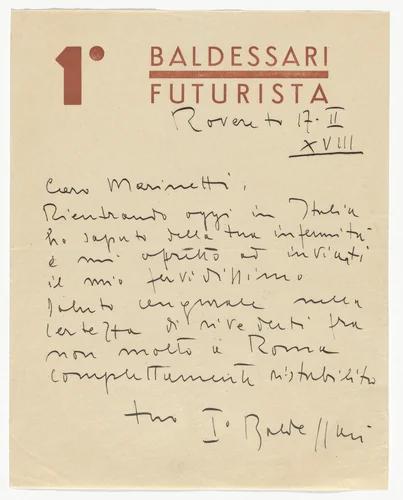 1° BALDESSARI
FUTURISTA
Rovereto 17·II
XVIII
Caro Marinetti,
Rientrando oggi in Italia
ho saputo della tua infermità
e mi affretto ad inviarti
il mio fervidissimo
saluto augurale nella
certezza di rivederti fra
non molto a Roma
completamente ristabilito
tuo I° Baldessari